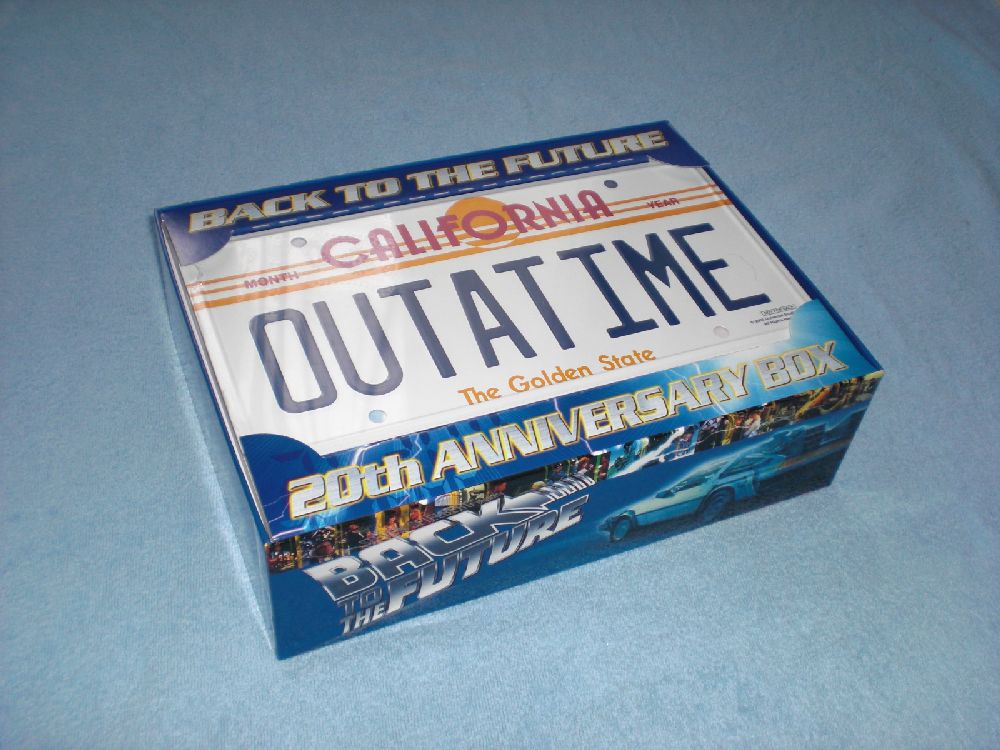 BACK TO THE FUTURE
CALIFORNIA
MONTH
YEAR
OUTATIME
The Golden State
20th ANNIVERSARY BOX
BACK
TO
THE FUTURE